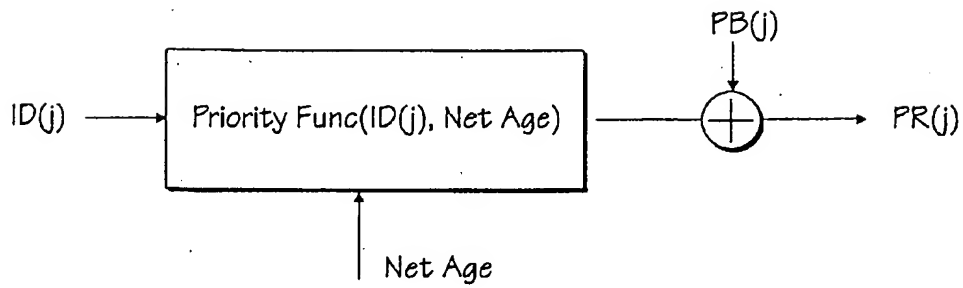 PB(j)
ID(j)
Priority Func(ID(j), Net Age)
PR(j)
Net Age